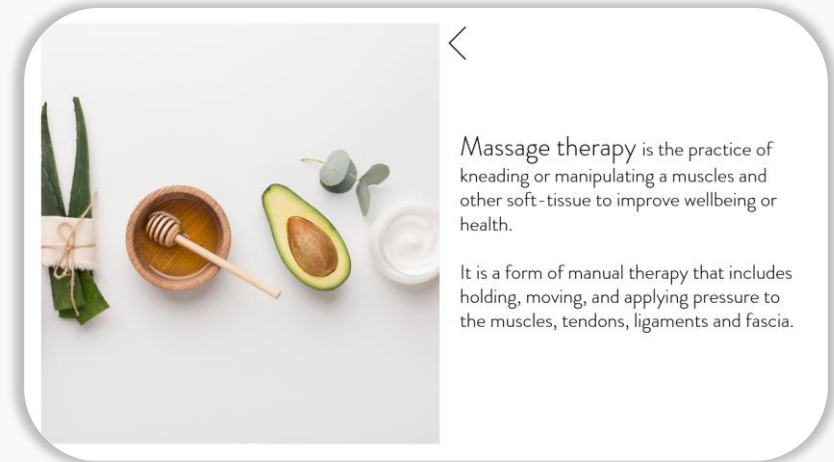 Massage therapy is the practice of
kneading or manipulating a muscles and
other soft-tissue to improve wellbeing or
health.
It is a form of manual therapy that includes
holding, moving, and applying pressure to
the muscles, tendons, ligaments and fascia.